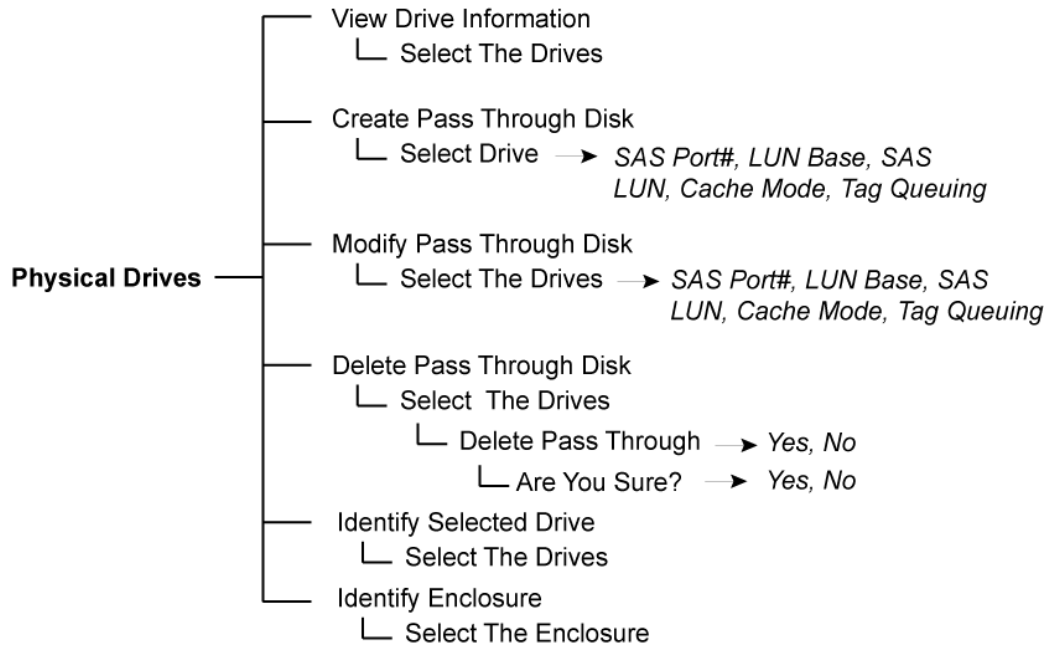 View Drive Information
Select The Drives
Create Pass Through Disk
Select Drive
SAS Port#, LUN Base, SAS
LUN, Cache Mode, Tag Queuing
Modify Pass Through Disk
Physical Drives
Select The Drives
SAS Port#, LUN Base, SAS
LUN, Cache Mode, Tag Queuing
Delete Pass Through Disk
Select The Drives
Delete Pass Through
Yes, No
Are You Sure?
Yes, No
Identify Selected Drive
Select The Drives
Identify Enclosure
Select The Enclosure